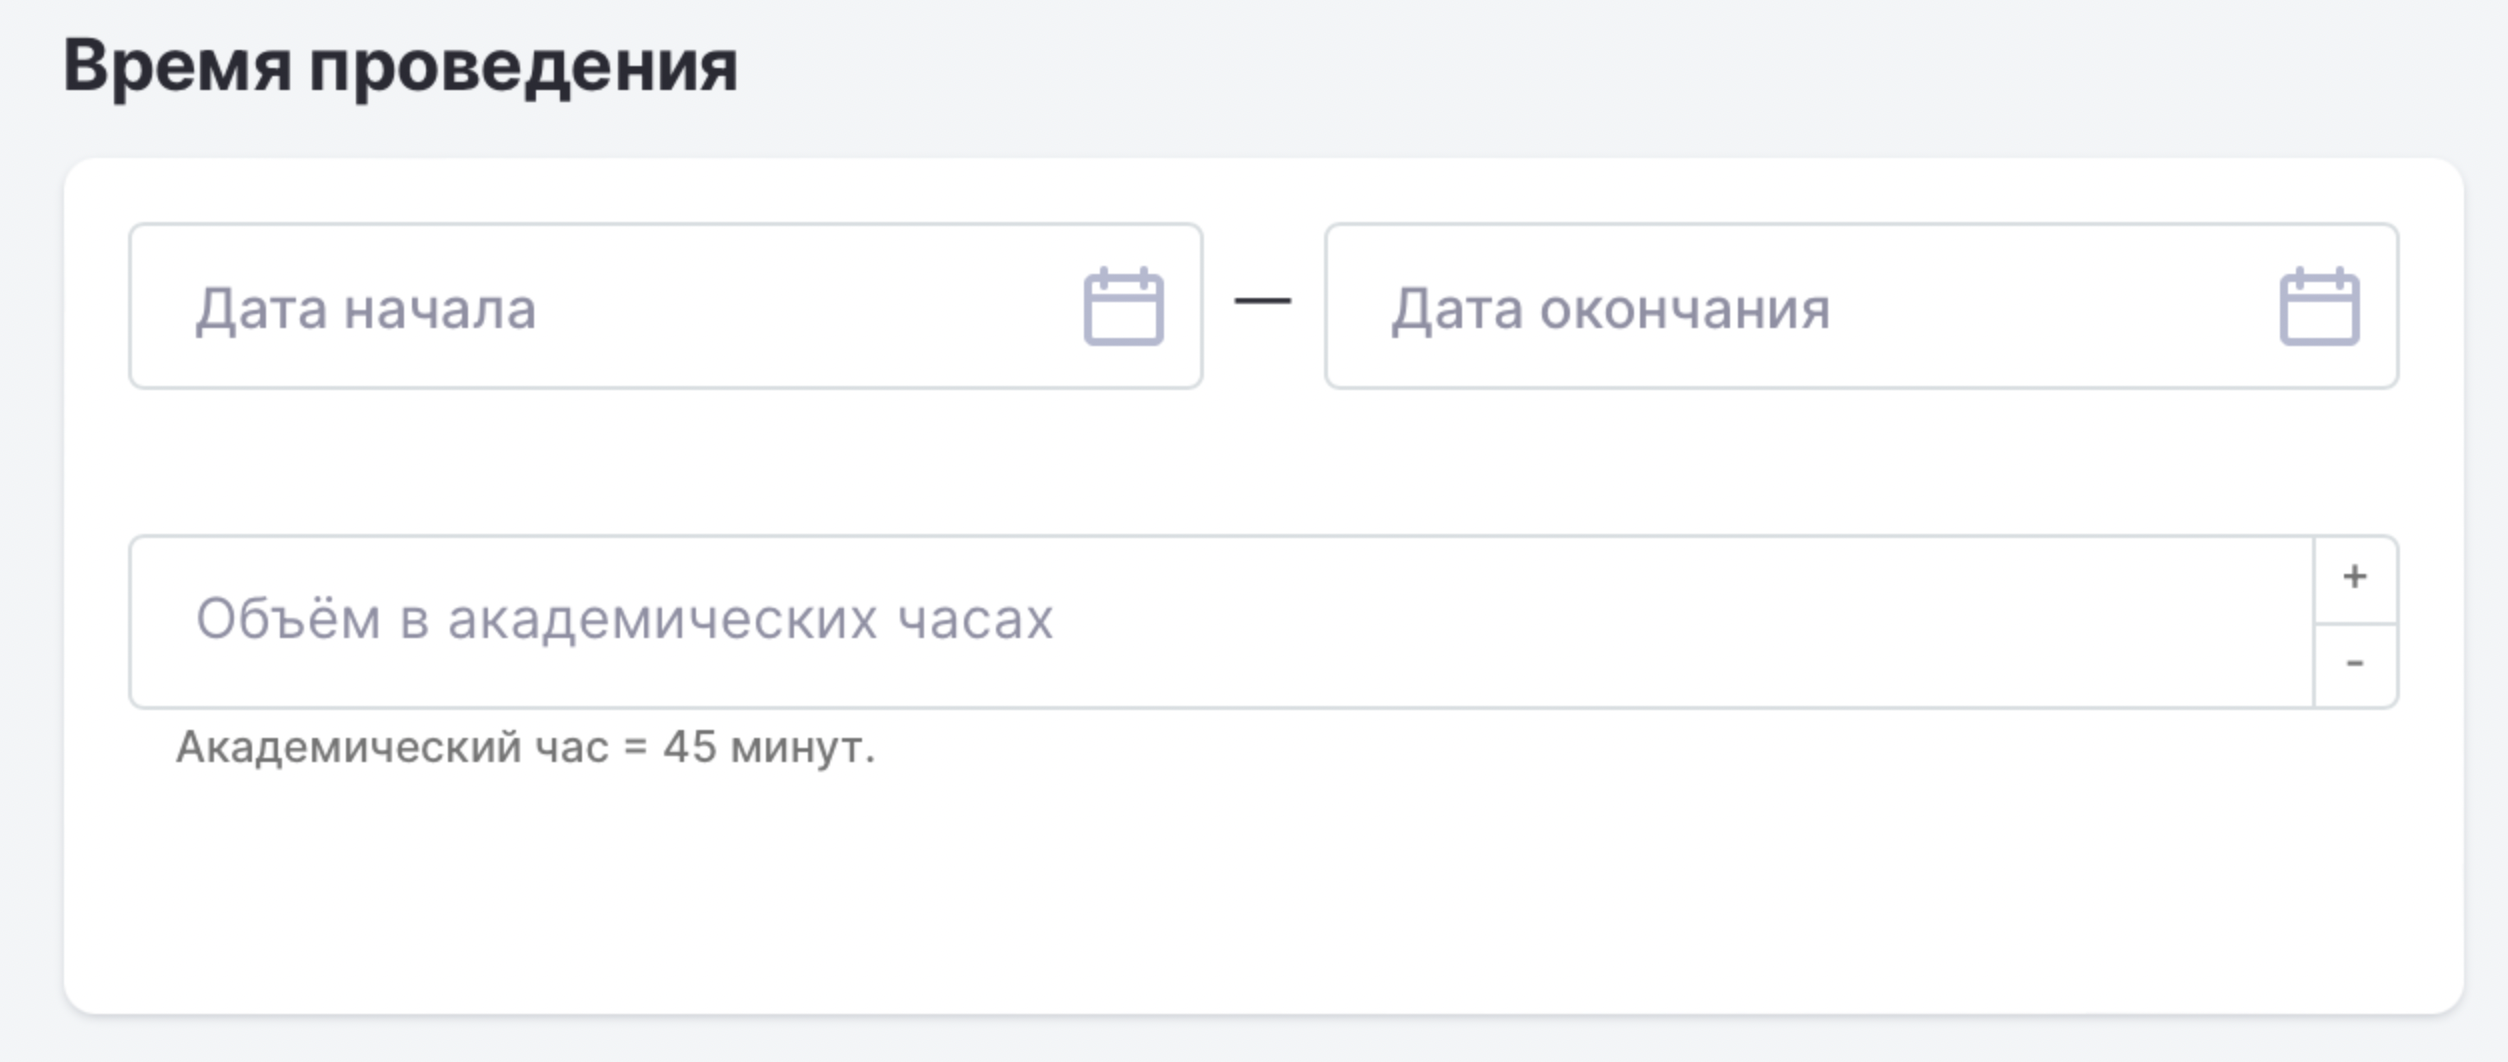 Время проведения
Дата начала — Дата окончания
Объём в академических часах
+
-
Академический час = 45 минут.